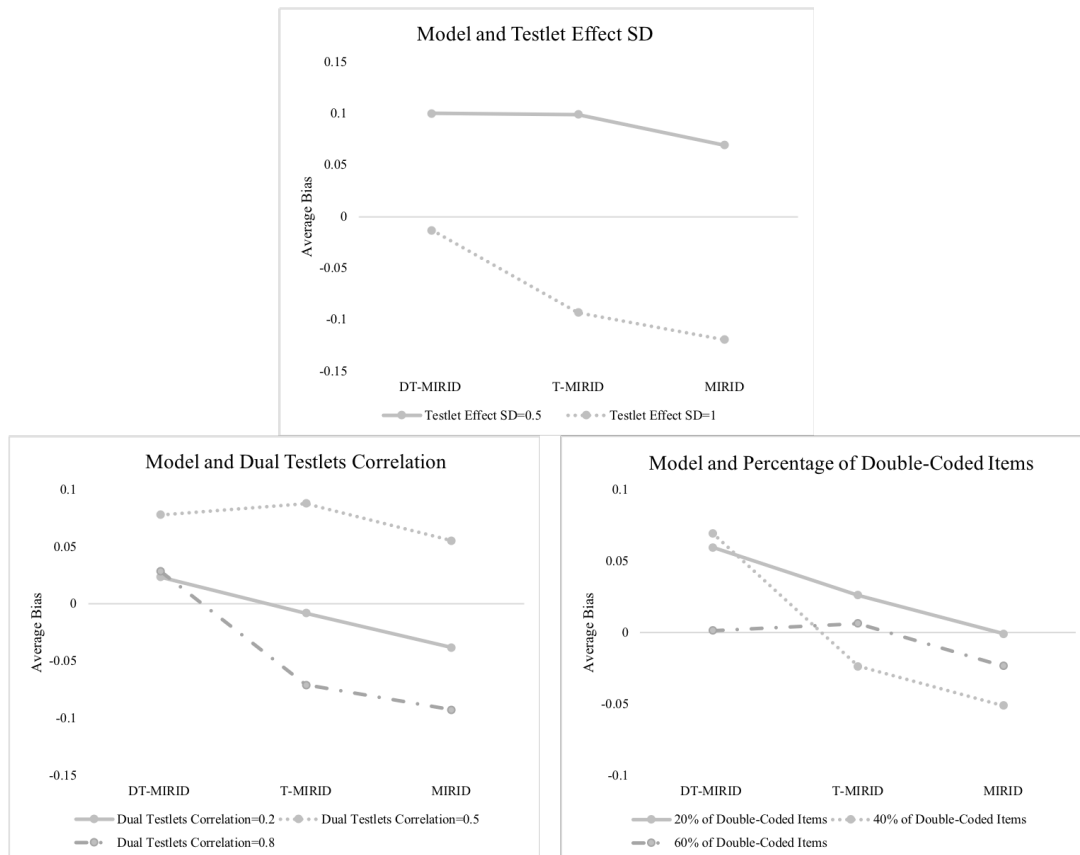 Model and Testlet Effect SD
Average Bias
0.15
0.1
0.05
0
-0.05
-0.1
-0.15
DT-MIRID T-MIRID MIRID
Testlet Effect SD=0.5 Testlet Effect SD=1
Model and Dual Testlets Correlation
Average Bias
0.1
0.05
0
-0.05
-0.1
-0.15
DT-MIRID T-MIRID MIRID
Dual Testlets Correlation=0.2 Dual Testlets Correlation=0.5
Dual Testlets Correlation=0.8
Model and Percentage of Double-Coded Items
Average Bias
0.1
0.05
0
-0.05
-0.1
DT-MIRID T-MIRID MIRID
20% of Double-Coded Items 40% of Double-Coded Items
60% of Double-Coded Items